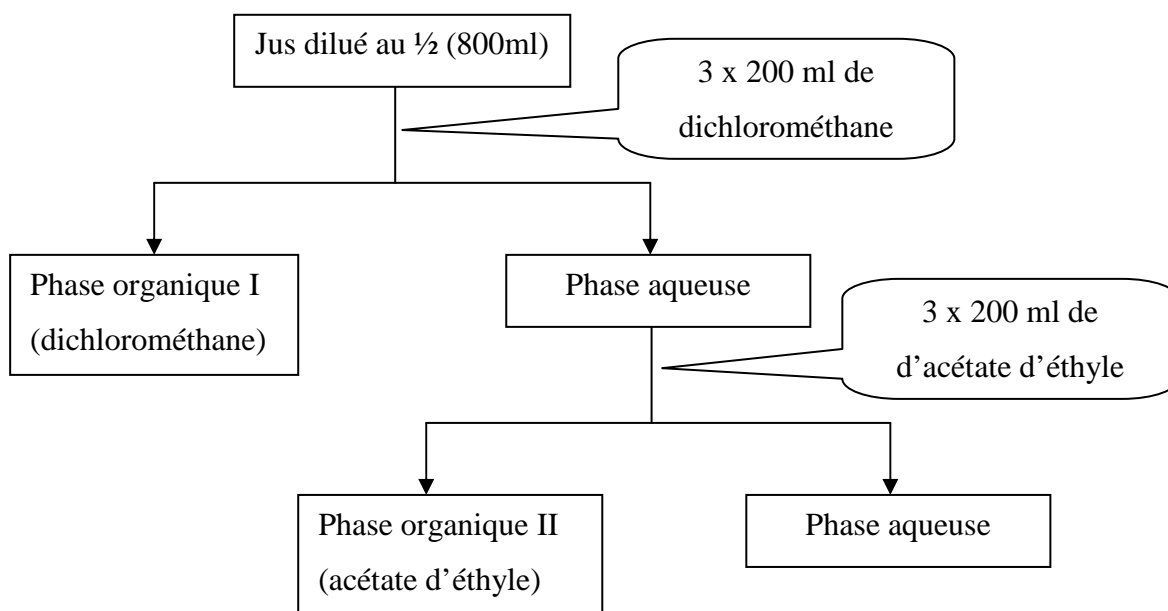 Jus dilué au ½ (800ml)
3 x 200 ml de
dichlorométhane
Phase organique I
(dichlorométhane)
Phase aqueuse
3 x 200 ml de
d’acétate d’éthyle
Phase organique II
(acétate d’éthyle)
Phase aqueuse